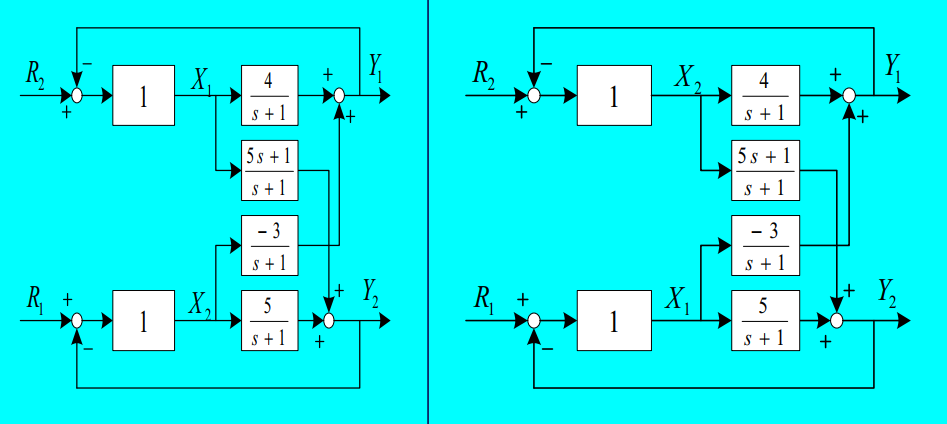 −
R₂ + 1 X₁ 4/(s + 1) + + Y₁
(5s + 1)/(s + 1)
− 3/(s + 1)
R₁ + 1 X₂ 5/(s + 1) + + Y₂
−
−
R₂ + 1 X₂ 4/(s + 1) + + Y₁
(5s + 1)/(s + 1)
− 3/(s + 1)
R₁ + 1 X₁ 5/(s + 1) + + Y₂
−